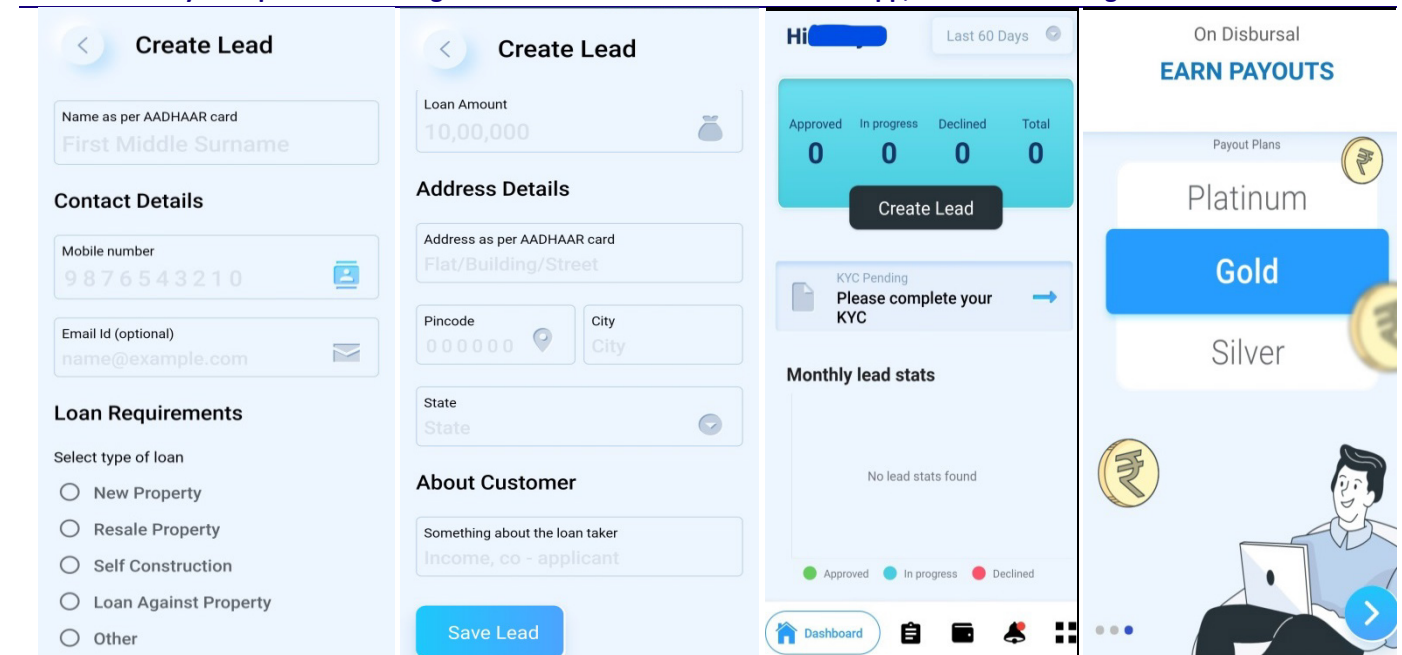 Create Lead
Name as per AADHAAR card
First Middle Surname
Contact Details
Mobile number
9876543210
Email Id (optional)
name@example.com
Loan Requirements
Select type of loan
New Property
Resale Property
Self Construction
Loan Against Property
Other
Create Lead
Loan Amount
10,00,000
Address Details
Address as per AADHAAR card
Flat/Building/Street
Pincode
000000
City
City
State
State
About Customer
Something about the loan taker
Income, co - applicant
Save Lead
Hi
Last 60 Days
Approved In progress Declined Total
0 0 0 0
Create Lead
KYC Pending
Please complete your
KYC
Monthly lead stats
No lead stats found
Approved In progress Declined
Dashboard
On Disbursal
EARN PAYOUTS
Payout Plans
Platinum
Gold
Silver
₹
₹